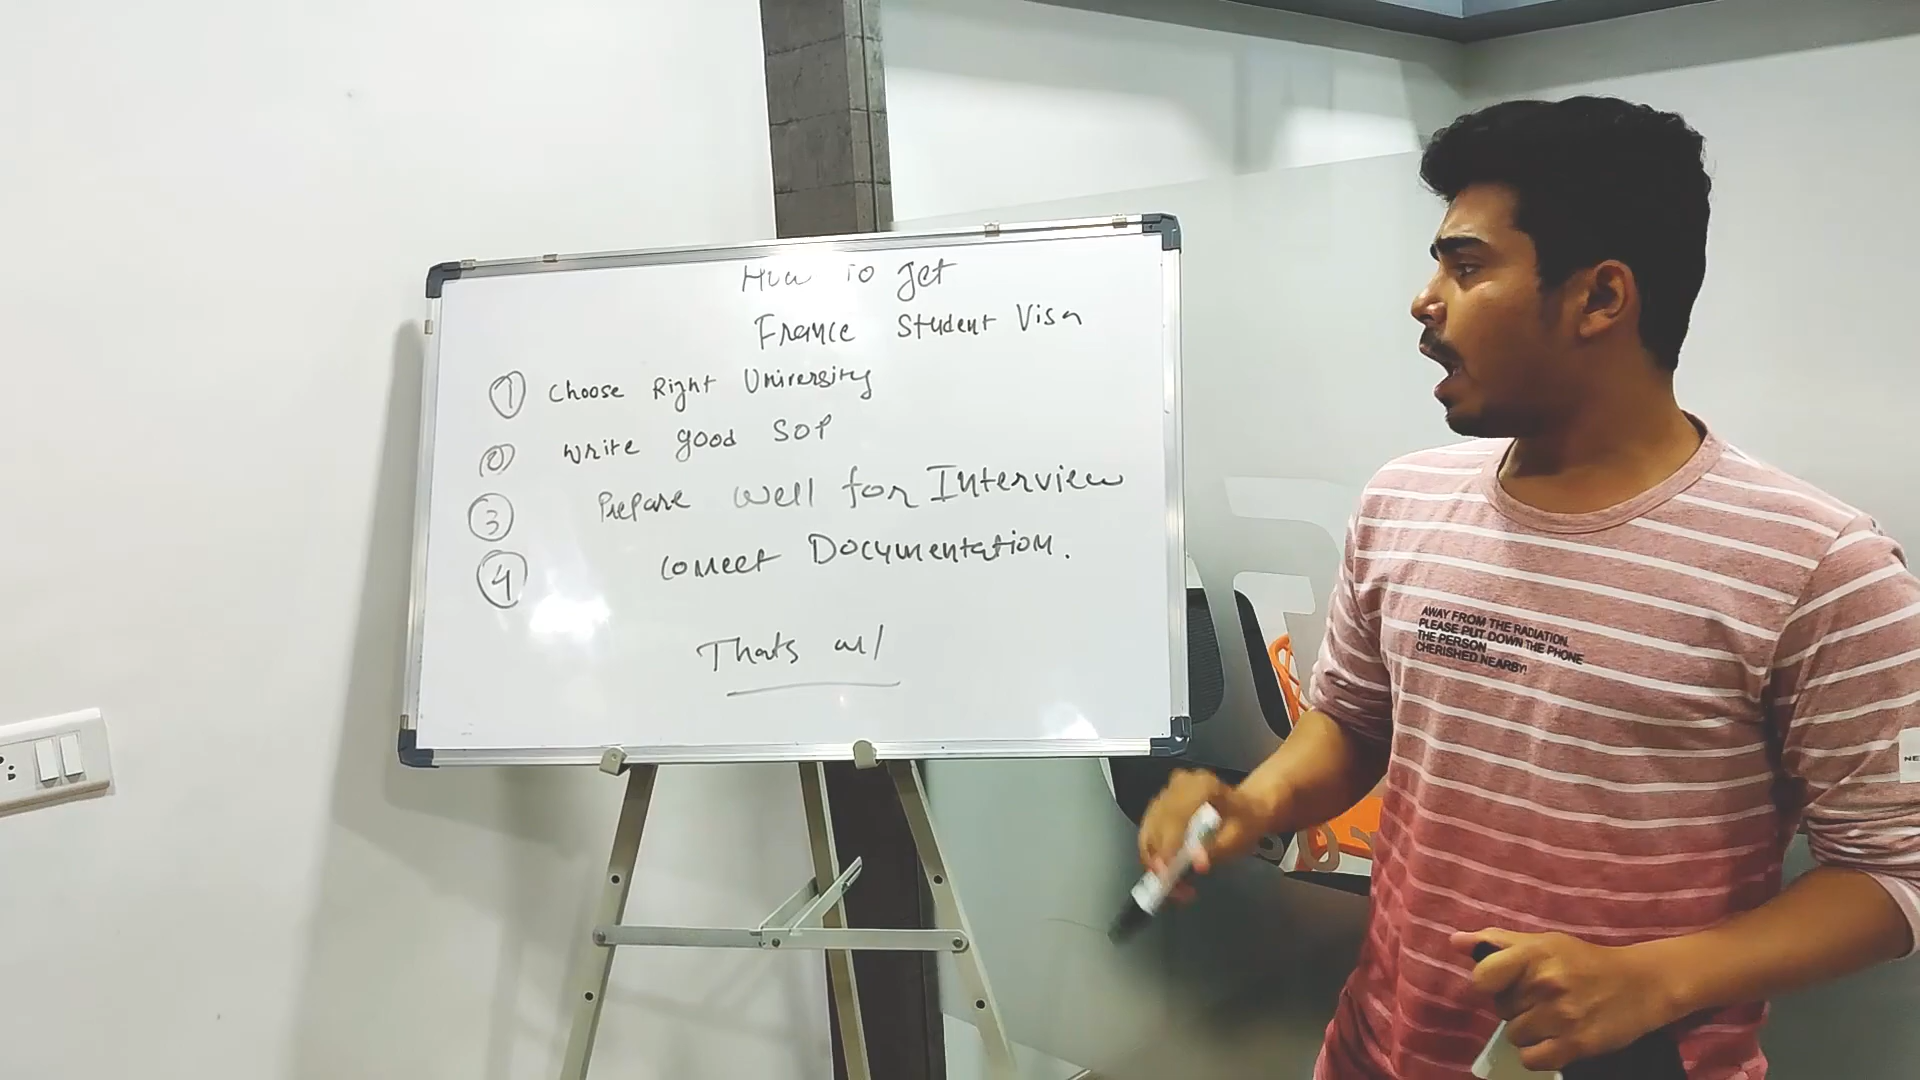 How To get
France Student Visa
1 Choose Right University
2 Write good SOP
3 Prepare well for Interview
4 Correct Documentation.
Thats all
AWAY FROM THE RADIATION,
PLEASE PUT DOWN THE PHONE
THE PERSON
CHERISHED NEARBY!
NE